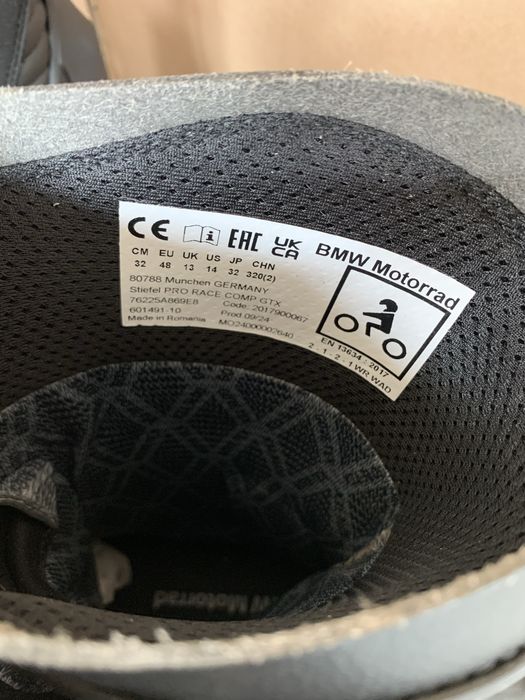 CE EAC UK CA BMW Motorrad
CM EU UK US JP CHN
32 48 13 14 32 320(2)
80788 Munchen GERMANY
Stiefel PRO RACE COMP GTX
76225A869E8 Code: 2017900067
601491-10 Prod 09/24
Made in Romania MO24000002640
EN 13634 : 2017
2 - 1 - 2 - 1 WR WAD
W Motorrad